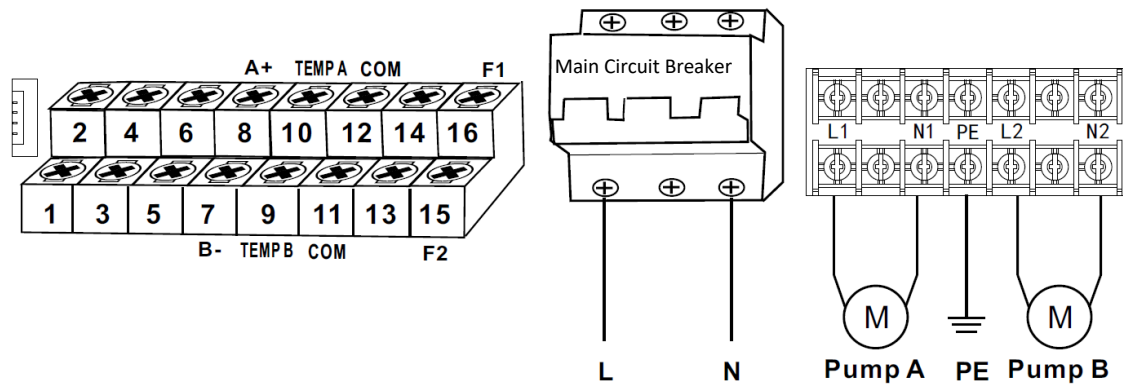 A+ TEMP A COM F1
2 4 6 8 10 12 14 16
1 3 5 7 9 11 13 15
B- TEMP B COM F2
Main Circuit Breaker
L N
L1 N1 PE L2 N2
M M
Pump A PE Pump B